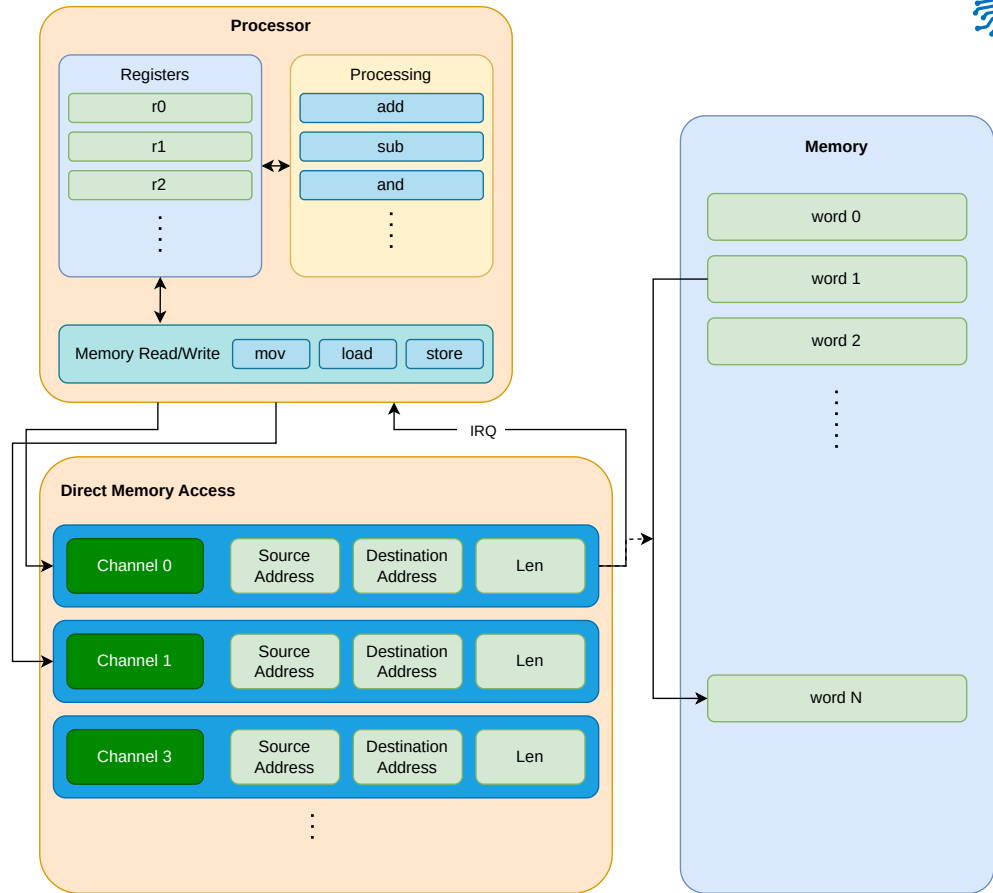 Processor
Registers
r0
r1
r2
Processing
add
sub
and
Memory Read/Write
mov
load
store
IRQ
Direct Memory Access
Channel 0
Source
Address
Destination
Address
Len
Channel 1
Source
Address
Destination
Address
Len
Channel 3
Source
Address
Destination
Address
Len
Memory
word 0
word 1
word 2
word N